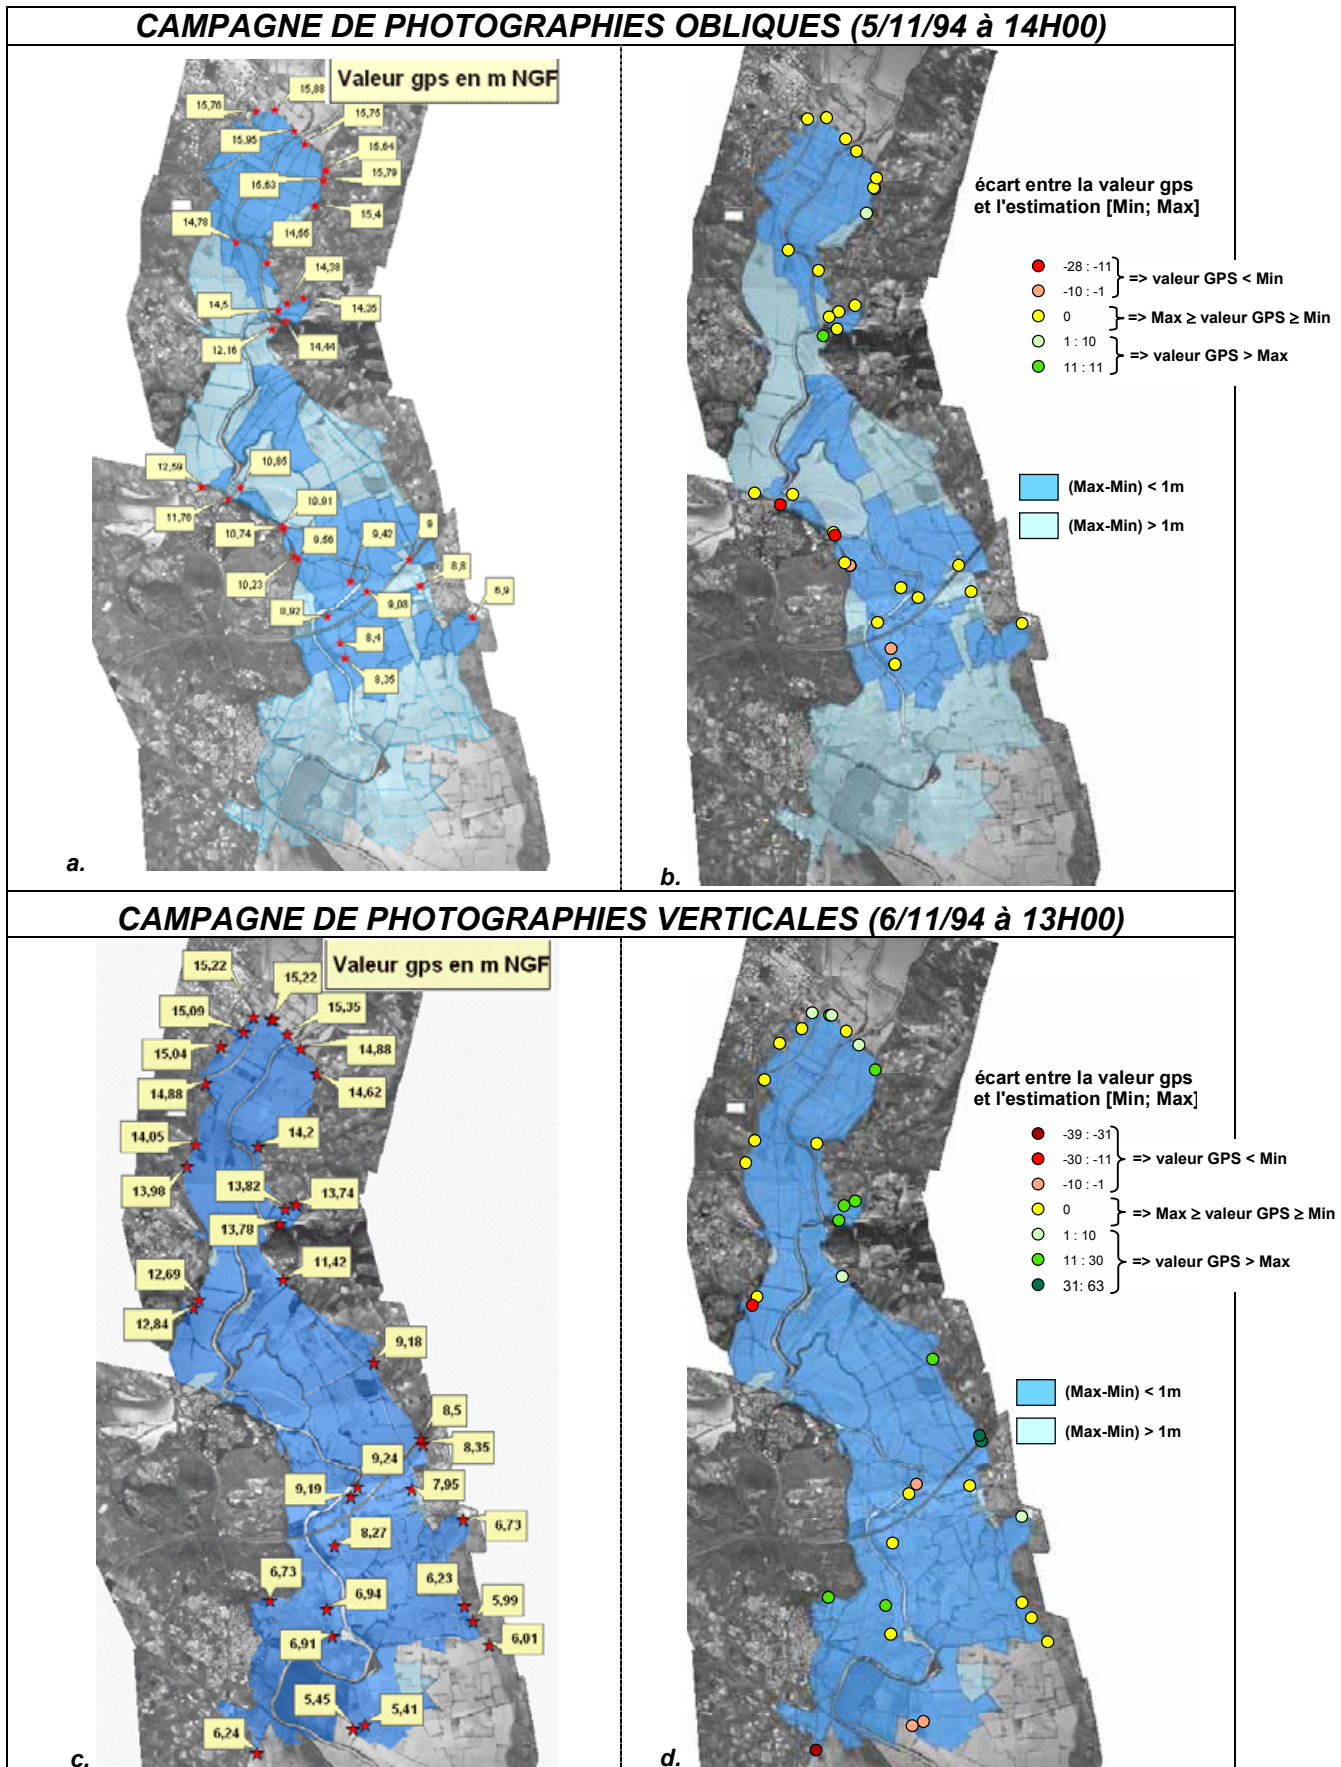 CAMPAGNE DE PHOTOGRAPHIES OBLIQUES (5/11/94 à 14H00)
Valeur gps en m NGF
15,88
15,76
15,75
15,95
15,64
15,79
15,63
15,4
14,78
14,55
14,38
14,5
14,35
14,44
12,16
12,59
10,85
11,76
10,91
10,74
9,56
9,42
9
10,23
8,8
6,9
8,92
9,08
8,4
8,35
a.
écart entre la valeur gps
et l'estimation [Min; Max]
-28 : -11
-10 : -1
=> valeur GPS < Min
0
=> Max ≥ valeur GPS ≥ Min
1 : 10
11 : 11
=> valeur GPS > Max
(Max-Min) < 1m
(Max-Min) > 1m
b.
CAMPAGNE DE PHOTOGRAPHIES VERTICALES (6/11/94 à 13H00)
Valeur gps en m NGF
15,22
15,22
15,09
15,35
15,04
14,88
14,88
14,62
14,05
14,2
13,98
13,82
13,74
13,78
11,42
12,69
12,84
9,18
8,5
8,35
9,24
9,19
7,95
6,73
8,27
6,73
6,94
6,23
5,99
6,91
6,01
5,45
5,41
6,24
c.
écart entre la valeur gps
et l'estimation [Min; Max]
-39 : -31
-30 : -11
-10 : -1
=> valeur GPS < Min
0
=> Max ≥ valeur GPS ≥ Min
1 : 10
11 : 30
31: 63
=> valeur GPS > Max
(Max-Min) < 1m
(Max-Min) > 1m
d.